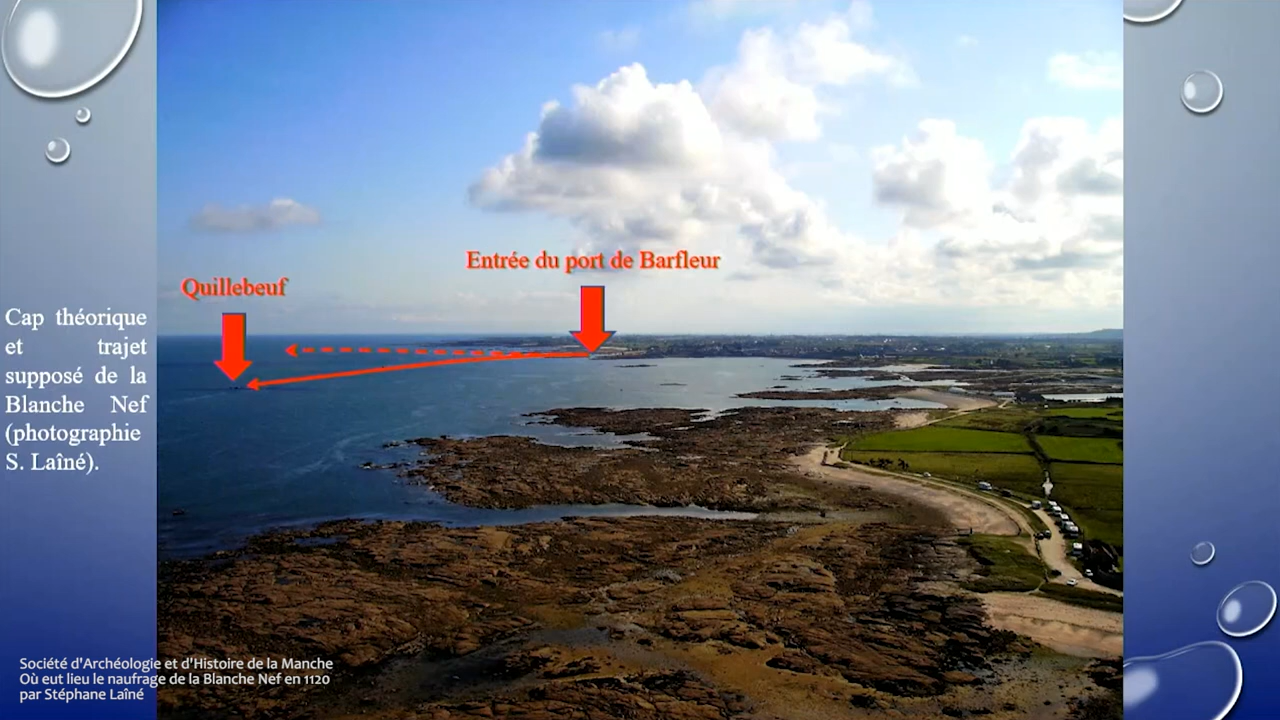 Entrée du port de Barfleur
Quillebeuf
Cap théorique
et trajet
supposé de la
Blanche Nef
(photographie
S. Laîné).
Société d'Archéologie et d'Histoire de la Manche
Où eut lieu le naufrage de la Blanche Nef en 1120
par Stéphane Laîné